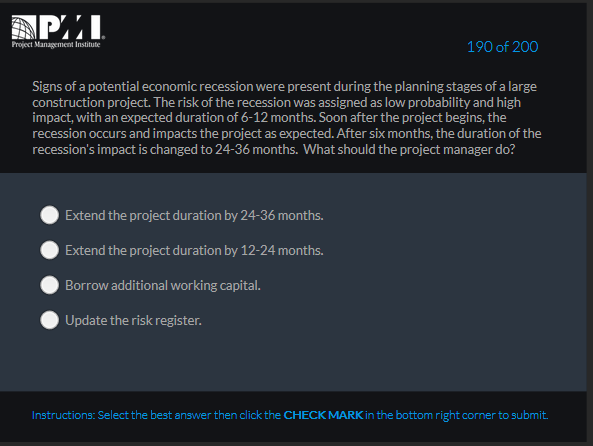 PMI
Project Management Institute
190 of 200
Signs of a potential economic recession were present during the planning stages of a large
construction project. The risk of the recession was assigned as low probability and high
impact, with an expected duration of 6-12 months. Soon after the project begins, the
recession occurs and impacts the project as expected. After six months, the duration of the
recession's impact is changed to 24-36 months. What should the project manager do?
Extend the project duration by 24-36 months.
Extend the project duration by 12-24 months.
Borrow additional working capital.
Update the risk register.
Instructions: Select the best answer then click the CHECK MARK in the bottom right corner to submit.